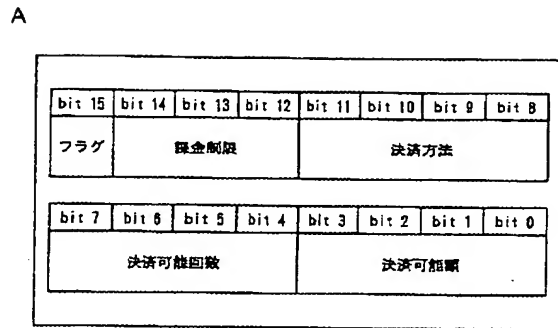 A
bit 15 bit 14 bit 13 bit 12 bit 11 bit 10 bit 9 bit 8
フラグ 課金制限 決済方法
bit 7 bit 6 bit 5 bit 4 bit 3 bit 2 bit 1 bit 0
決済可能回数 決済可能額